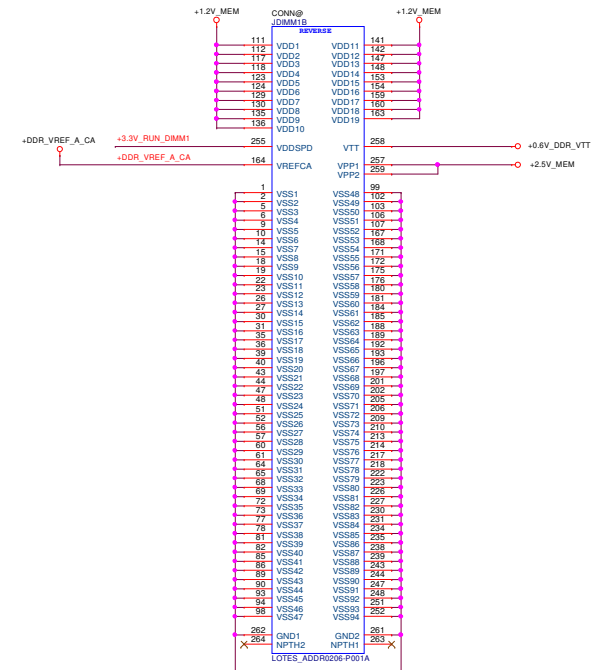 +1.2V_MEM
CONN@
JDIMM1B
+1.2V_MEM
REVERSE
111 VDD1 VDD11 141
112 VDD2 VDD12 142
117 VDD3 VDD13 147
118 VDD4 VDD14 148
123 VDD5 VDD15 153
124 VDD6 VDD16 154
129 VDD7 VDD17 159
130 VDD8 VDD18 160
135 VDD9 VDD19 163
136 VDD10
+DDR_VREF_A_CA
+3.3V_RUN_DIMM1 255 VDDSPD VTT 258 +0.6V_DDR_VTT
+DDR_VREF_A_CA 164 VREFCA VPP1 257 +2.5V_MEM
VPP2 259
1 VSS1 VSS48 99
2 VSS2 VSS49 102
5 VSS3 VSS50 103
6 VSS4 VSS51 106
9 VSS5 VSS52 107
10 VSS6 VSS53 167
14 VSS7 VSS54 168
15 VSS8 VSS55 171
18 VSS9 VSS56 172
19 VSS10 VSS57 175
22 VSS11 VSS58 176
23 VSS12 VSS59 180
26 VSS13 VSS60 181
27 VSS14 VSS61 184
30 VSS15 VSS62 185
31 VSS16 VSS63 188
35 VSS17 VSS64 189
36 VSS18 VSS65 192
39 VSS19 VSS66 193
40 VSS20 VSS67 196
43 VSS21 VSS68 197
44 VSS22 VSS69 201
47 VSS23 VSS70 202
48 VSS24 VSS71 205
51 VSS25 VSS72 206
52 VSS26 VSS73 209
56 VSS27 VSS74 210
57 VSS28 VSS75 213
60 VSS29 VSS76 214
61 VSS30 VSS77 217
64 VSS31 VSS78 218
65 VSS32 VSS79 222
68 VSS33 VSS80 223
69 VSS34 VSS81 226
72 VSS35 VSS82 227
73 VSS36 VSS83 230
77 VSS37 VSS84 231
78 VSS38 VSS85 234
81 VSS39 VSS86 235
82 VSS40 VSS87 238
85 VSS41 VSS88 239
86 VSS42 VSS89 243
89 VSS43 VSS90 244
90 VSS44 VSS91 247
93 VSS45 VSS92 248
94 VSS46 VSS93 251
98 VSS47 VSS94 252
262 GND1 GND2 261
264 NPTH2 NPTH1 263
LOTES_ADDR0206-P001A